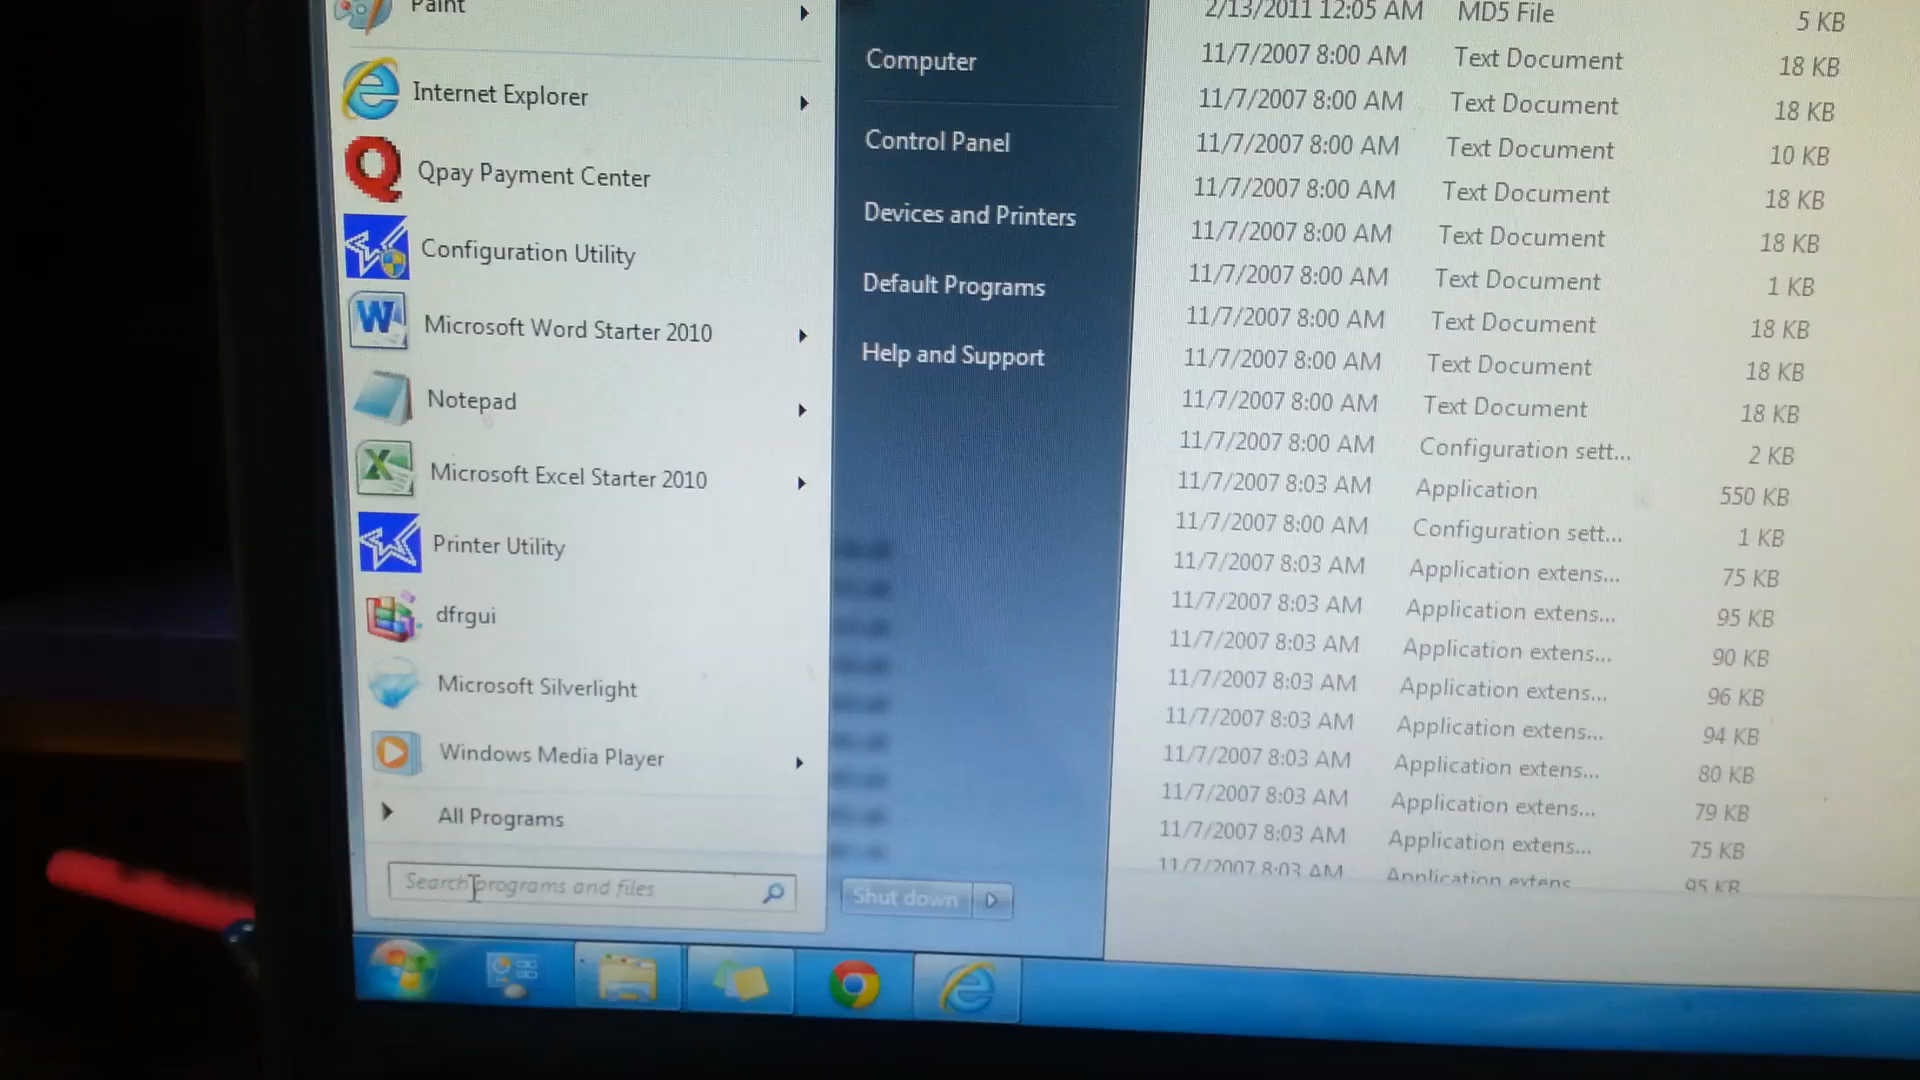 Paint
Internet Explorer
Qpay Payment Center
Configuration Utility
Microsoft Word Starter 2010
Notepad
Microsoft Excel Starter 2010
Printer Utility
dfrgui
Microsoft Silverlight
Windows Media Player
All Programs
Search programs and files
Computer
Control Panel
Devices and Printers
Default Programs
Help and Support
Shut down
2/13/2011 12:05 AM MD5 File 5 KB
11/7/2007 8:00 AM Text Document 18 KB
11/7/2007 8:00 AM Text Document 18 KB
11/7/2007 8:00 AM Text Document 10 KB
11/7/2007 8:00 AM Text Document 18 KB
11/7/2007 8:00 AM Text Document 18 KB
11/7/2007 8:00 AM Text Document 1 KB
11/7/2007 8:00 AM Text Document 18 KB
11/7/2007 8:00 AM Text Document 18 KB
11/7/2007 8:00 AM Text Document 18 KB
11/7/2007 8:00 AM Configuration sett... 2 KB
11/7/2007 8:03 AM Application 550 KB
11/7/2007 8:00 AM Configuration sett... 1 KB
11/7/2007 8:03 AM Application extens... 75 KB
11/7/2007 8:03 AM Application extens... 95 KB
11/7/2007 8:03 AM Application extens... 90 KB
11/7/2007 8:03 AM Application extens... 96 KB
11/7/2007 8:03 AM Application extens... 94 KB
11/7/2007 8:03 AM Application extens... 80 KB
11/7/2007 8:03 AM Application extens... 79 KB
11/7/2007 8:03 AM Application extens... 75 KB
11/7/2007 8:03 AM Application extens 95 KB